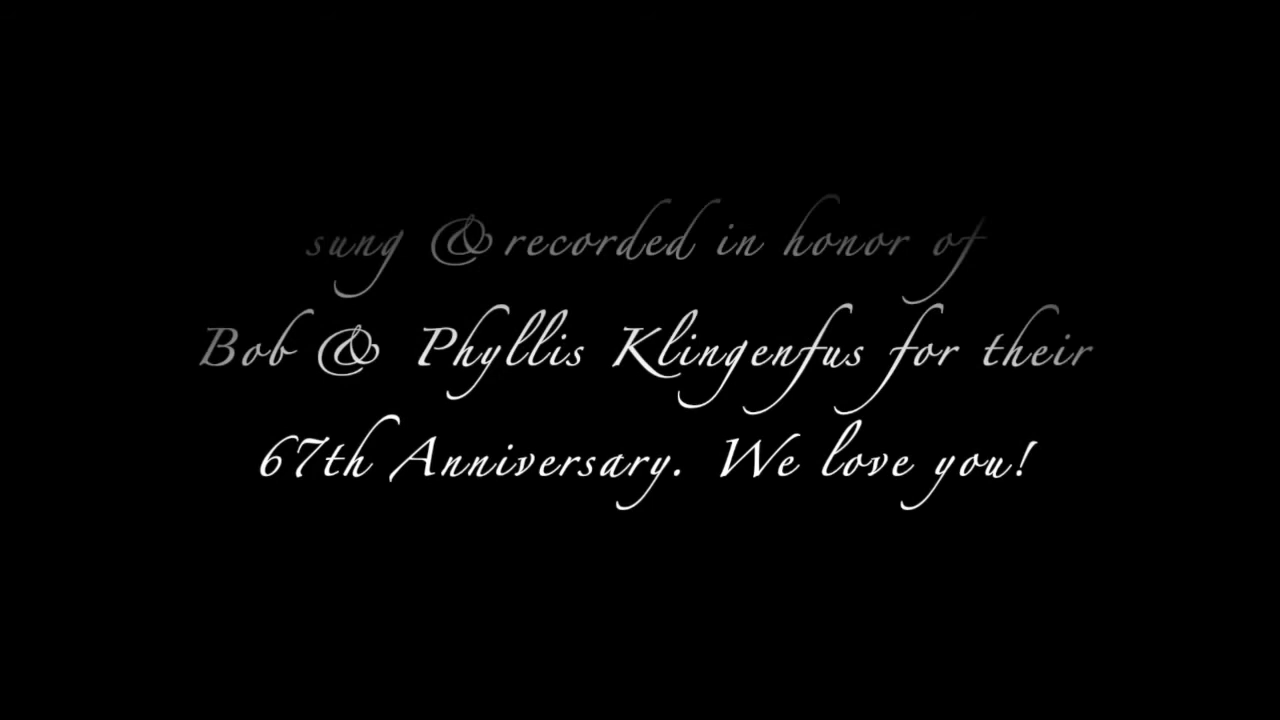 sung & recorded in honor of
Bob & Phyllis Klingenfus for their
67th Anniversary. We love you!